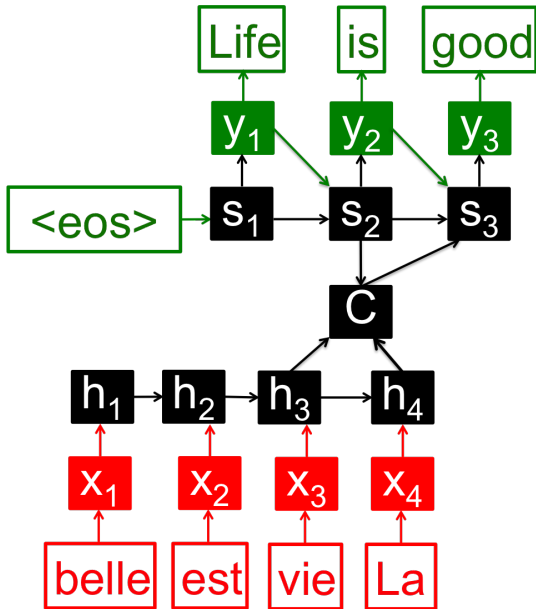 Life is good
y₁ y₂ y₃
<eos> s₁ s₂ s₃
C
h₁ h₂ h₃ h₄
x₁ x₂ x₃ x₄
belle est vie La